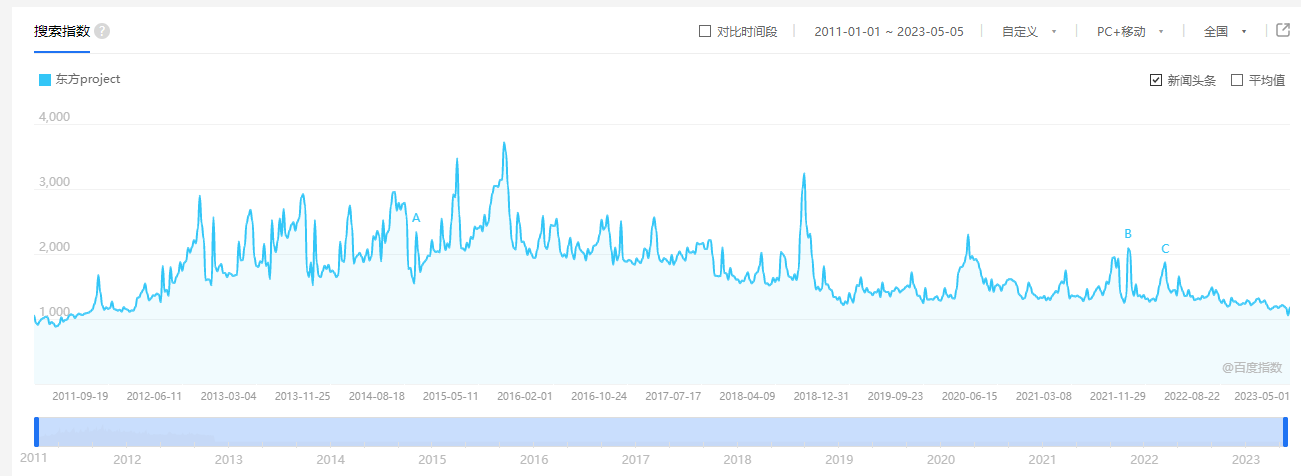 搜索指数 ? 对比时间段 2011-01-01 ~ 2023-05-05 自定义 PC+移动 全国
东方project 新闻头条 平均值
4,000
3,000
A
B
2,000
C
1,000
@百度指数
2011-09-19 2012-06-11 2013-03-04 2013-11-25 2014-08-18 2015-05-11 2016-02-01 2016-10-24 2017-07-17 2018-04-09 2018-12-31 2019-09-23 2020-06-15 2021-03-08 2021-11-29 2022-08-22 2023-05-01
2011 2012 2013 2014 2015 2016 2017 2018 2019 2020 2021 2022 2023